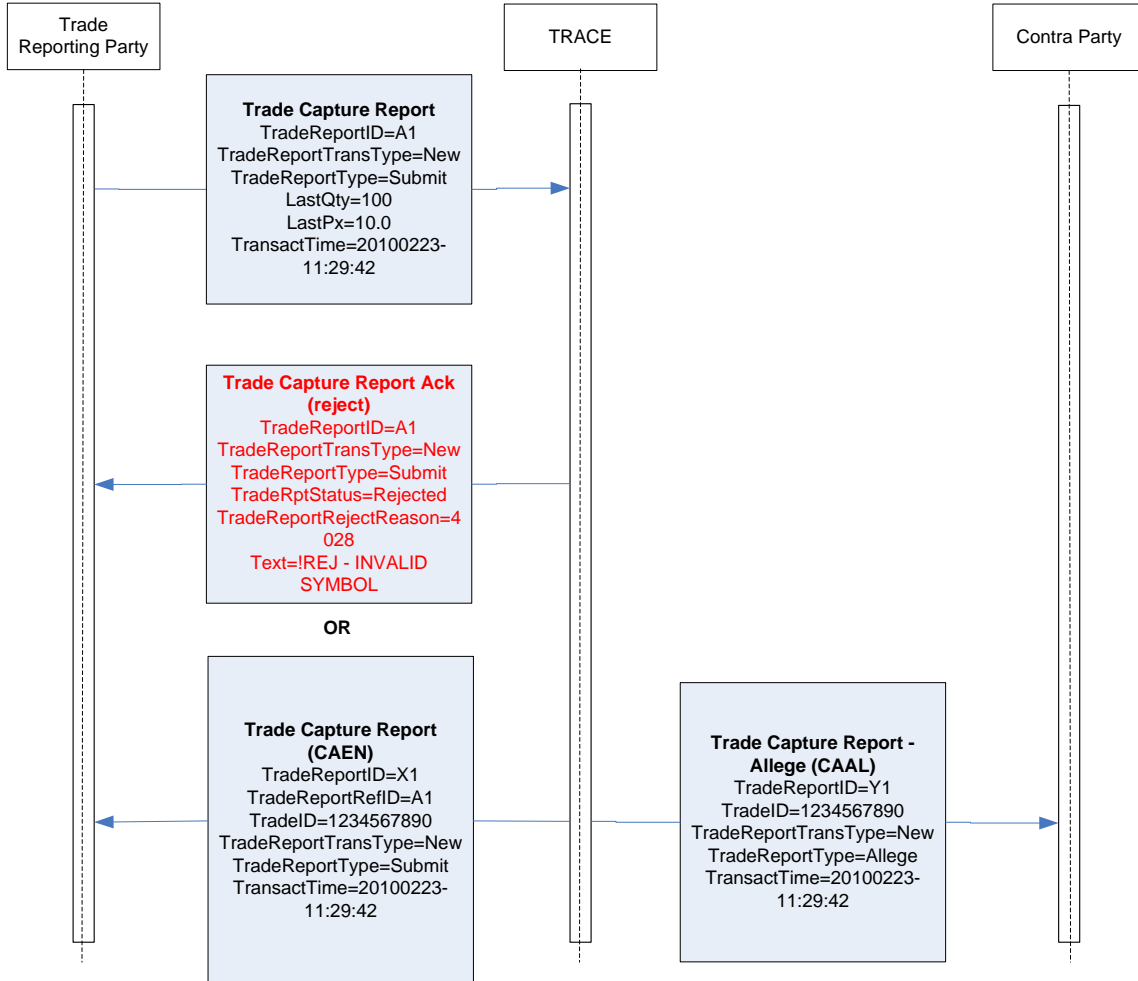 Trade
Reporting Party
TRACE
Contra Party
Trade Capture Report
TradeReportID=A1
TradeReportTransType=New
TradeReportType=Submit
LastQty=100
LastPx=10.0
TransactTime=20100223-
11:29:42
Trade Capture Report Ack
(reject)
TradeReportID=A1
TradeReportTransType=New
TradeReportType=Submit
TradeRptStatus=Rejected
TradeReportRejectReason=4
028
Text=!REJ - INVALID
SYMBOL
OR
Trade Capture Report
(CAEN)
TradeReportID=X1
TradeReportRefID=A1
TradeID=1234567890
TradeReportTransType=New
TradeReportType=Submit
TransactTime=20100223-
11:29:42
Trade Capture Report -
Allege (CAAL)
TradeReportID=Y1
TradeID=1234567890
TradeReportTransType=New
TradeReportType=Allege
TransactTime=20100223-
11:29:42